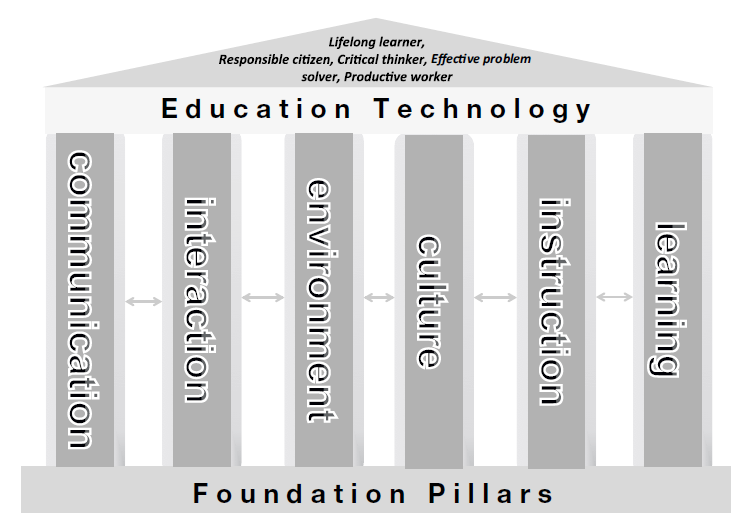 Lifelong learner,
Responsible citizen, Critical thinker, Effective problem
solver, Productive worker
Education Technology
communication
interaction
environment
culture
instruction
learning
Foundation Pillars